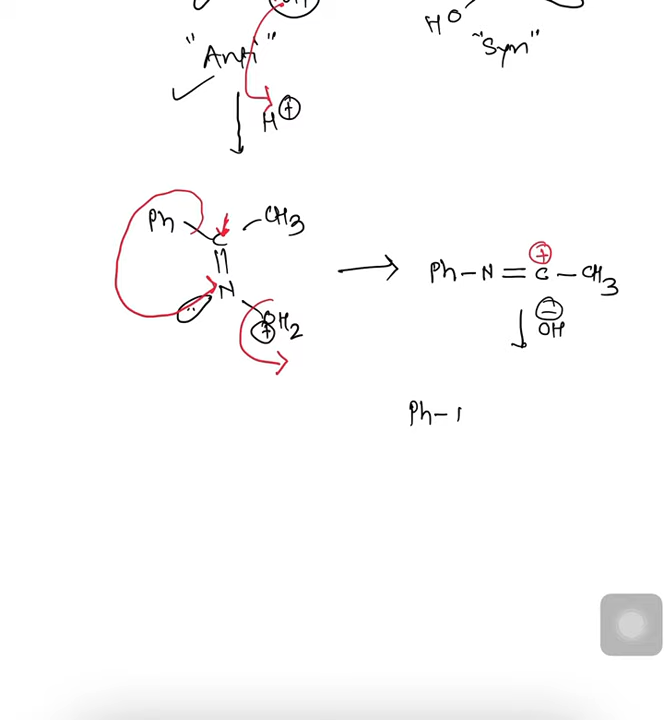 "Anti"
HO
"Syn"
H⊕
Ph C CH3
N
⊕OH2
Ph-N=C-CH3
⊕
⊖
OH
Ph-